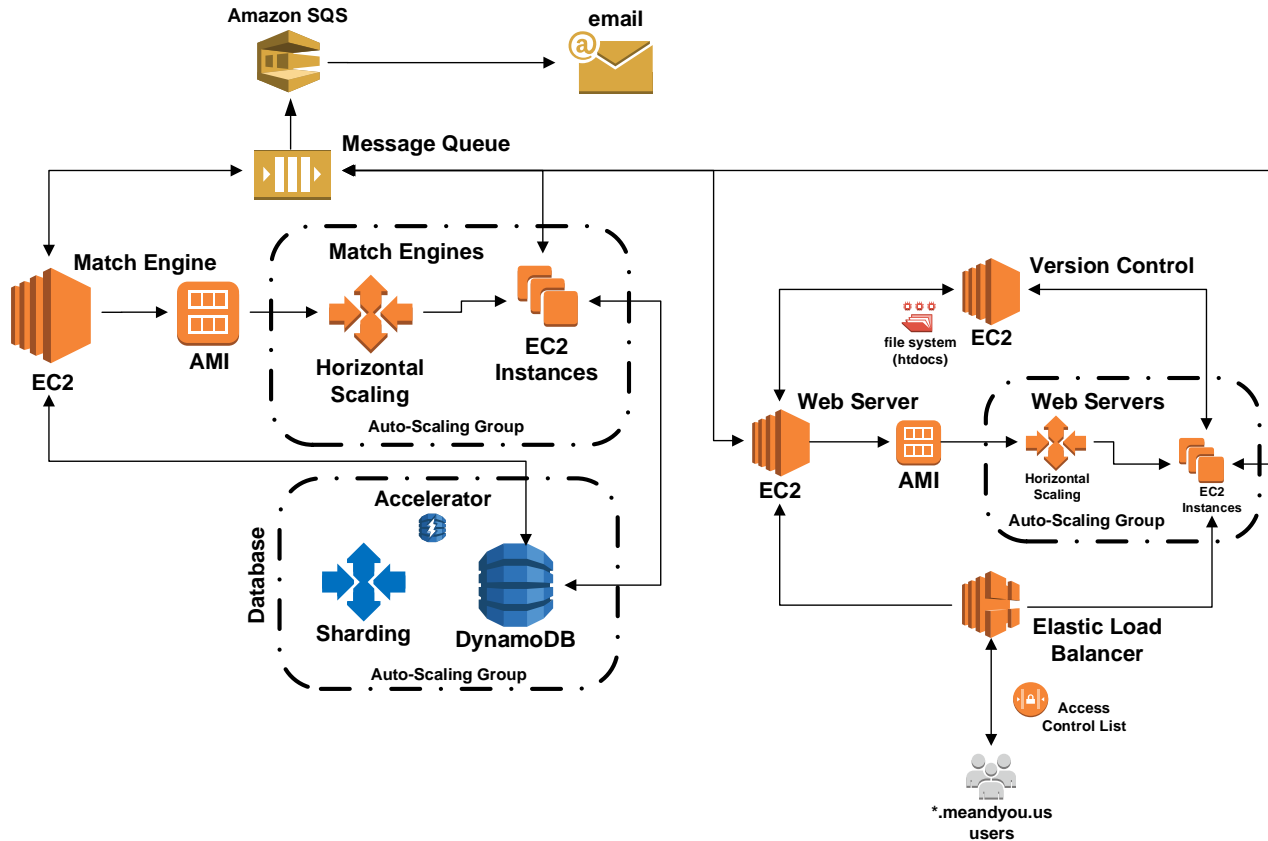 Amazon SQS
email
@
Message Queue
Match Engine
EC2
AMI
Match Engines
Horizontal
Scaling
EC2
Instances
Auto-Scaling Group
Database
Accelerator
Sharding
DynamoDB
Auto-Scaling Group
Version Control
EC2
file system
(htdocs)
Web Server
EC2
AMI
Web Servers
Horizontal
Scaling
EC2
Instances
Auto-Scaling Group
Elastic Load
Balancer
Access
Control List
*.meandyou.us
users